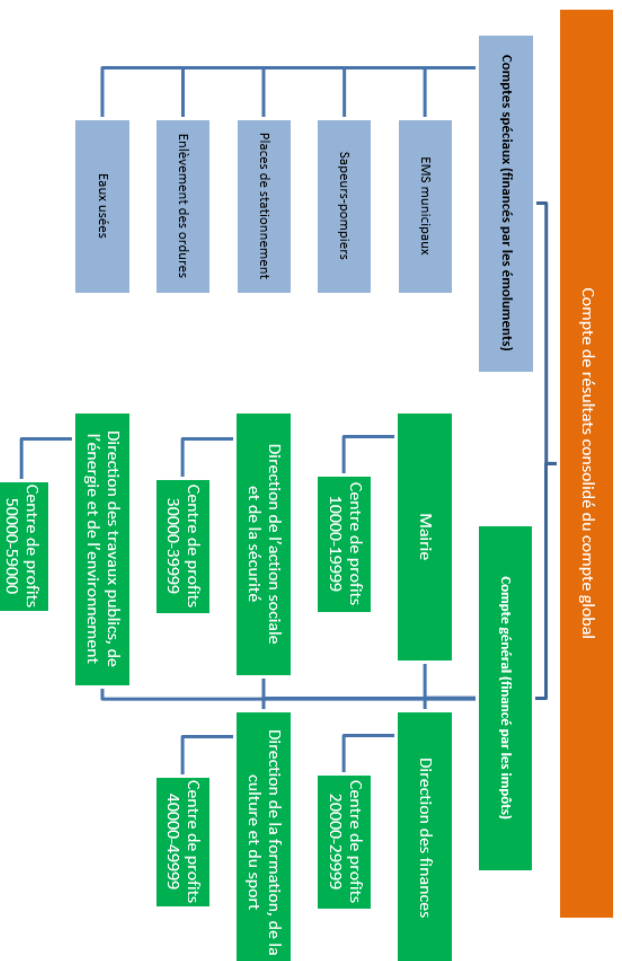 Compte de résultats consolidé du compte global
Comptes spéciaux (financés par les émoluments)
EMS municipaux
Sapeurs-pompiers
Places de stationnement
Enlèvement des ordures
Eaux usées
Compte général (financé par les impôts)
Mairie
Centre de profits
10000-19999
Direction des finances
Centre de profits
20000-29999
Direction de l'action sociale
et de la sécurité
Centre de profits
30000-39999
Direction de la formation, de la
culture et du sport
Centre de profits
40000-49999
Direction des travaux publics, de
l'énergie et de l'environnement
Centre de profits
50000-59000